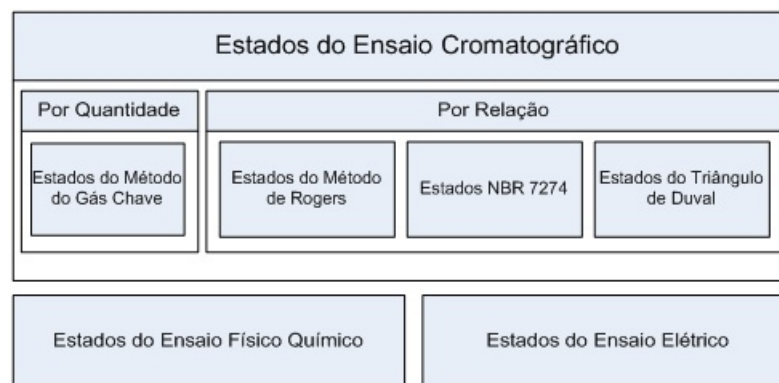 Estados do Ensaio Cromatográfico
Por Quantidade
Por Relação
Estados do Método
do Gás Chave
Estados do Método
de Rogers
Estados NBR 7274
Estados do Triângulo
de Duval
Estados do Ensaio Físico Químico
Estados do Ensaio Elétrico